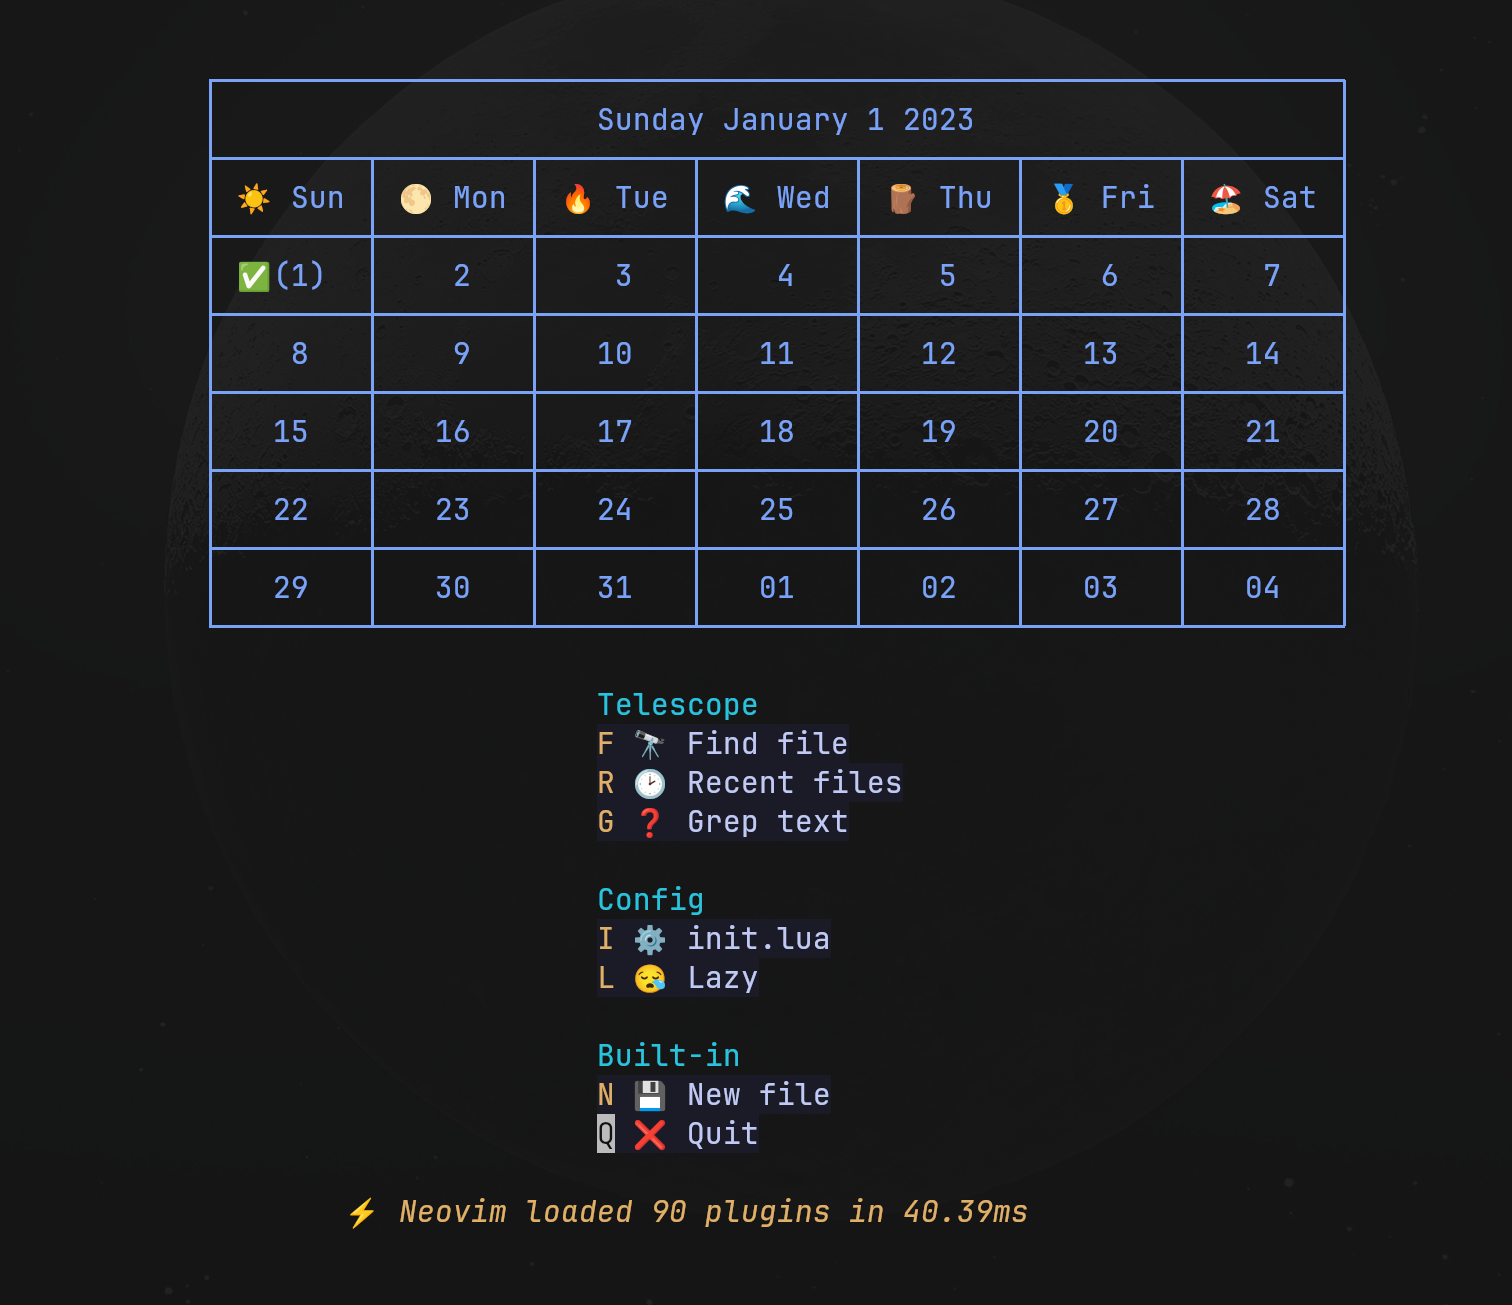 Sunday January 1 2023
☀️ Sun 🌕 Mon 🔥 Tue 🌊 Wed 🪵 Thu 🥇 Fri 🏖️ Sat
✅(1) 2 3 4 5 6 7
8 9 10 11 12 13 14
15 16 17 18 19 20 21
22 23 24 25 26 27 28
29 30 31 01 02 03 04
Telescope
F 🔭 Find file
R 🕑 Recent files
G ❓ Grep text
Config
I ⚙️ init.lua
L 😪 Lazy
Built-in
N 💾 New file
Q ❌ Quit
⚡ Neovim loaded 90 plugins in 40.39ms